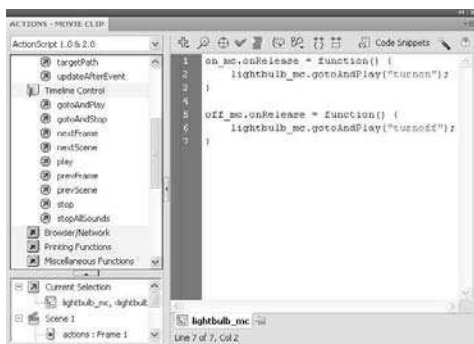 ACTIONS - MOVIE CLIP
ActionScript 1.0 & 2.0
targetPath
updateAfterEvent
Timeline Control
gotoAndPlay
gotoAndStop
nextFrame
nextScene
play
prevFrame
prevScene
stop
stopAllSounds
Browser/Network
Printing Functions
Miscellaneous Functions
Current Selection
lightbulb_mc, <lightbulb
Scene 1
actions : Frame 1
Code Snippets
1 on_mc.onRelease = function() {
2 lightbulb_mc.gotoAndPlay("turnon");
3 }
4
5 off_mc.onRelease = function() {
6 lightbulb_mc.gotoAndPlay("turnoff");
7 }
lightbulb_mc
Line 7 of 7, Col 2